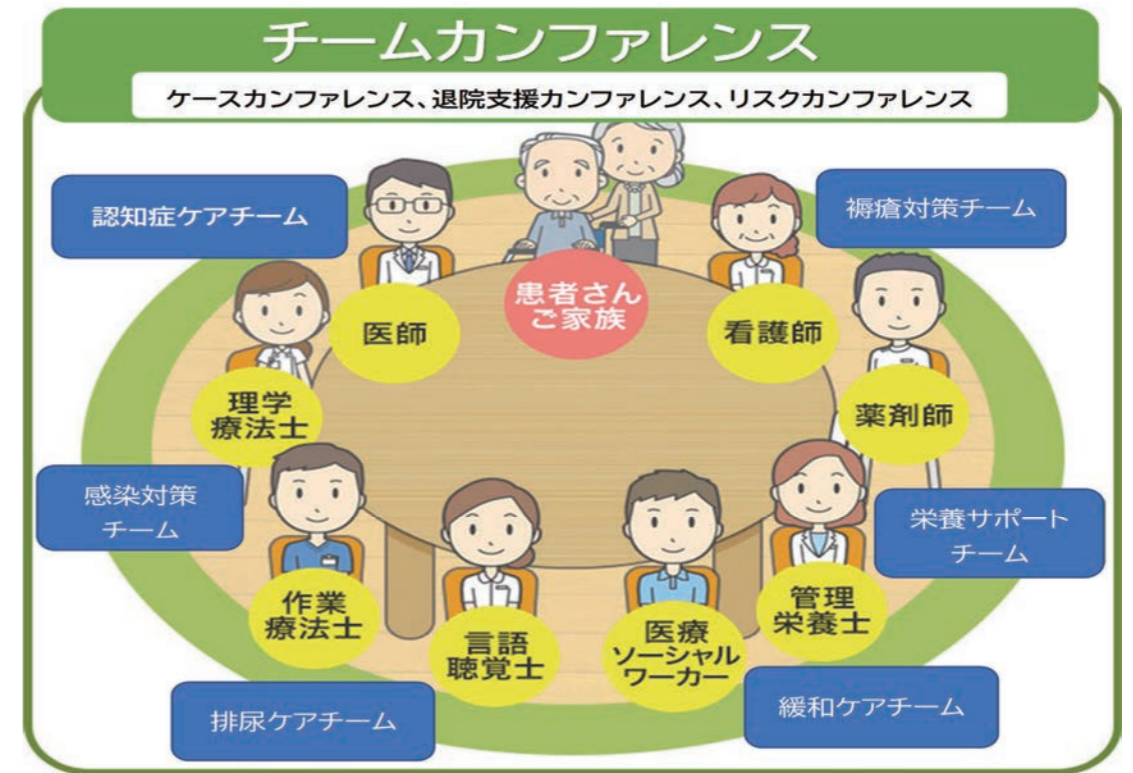 チームカンファレンス
ケースカンファレンス、退院支援カンファレンス、リスクカンファレンス
認知症ケアチーム
褥瘡対策チーム
患者さん
ご家族
医師
看護師
理学
療法士
薬剤師
感染対策
チーム
栄養サポート
チーム
作業
療法士
言語
聴覚士
医療
ソーシャル
ワーカー
管理
栄養士
排尿ケアチーム
緩和ケアチーム